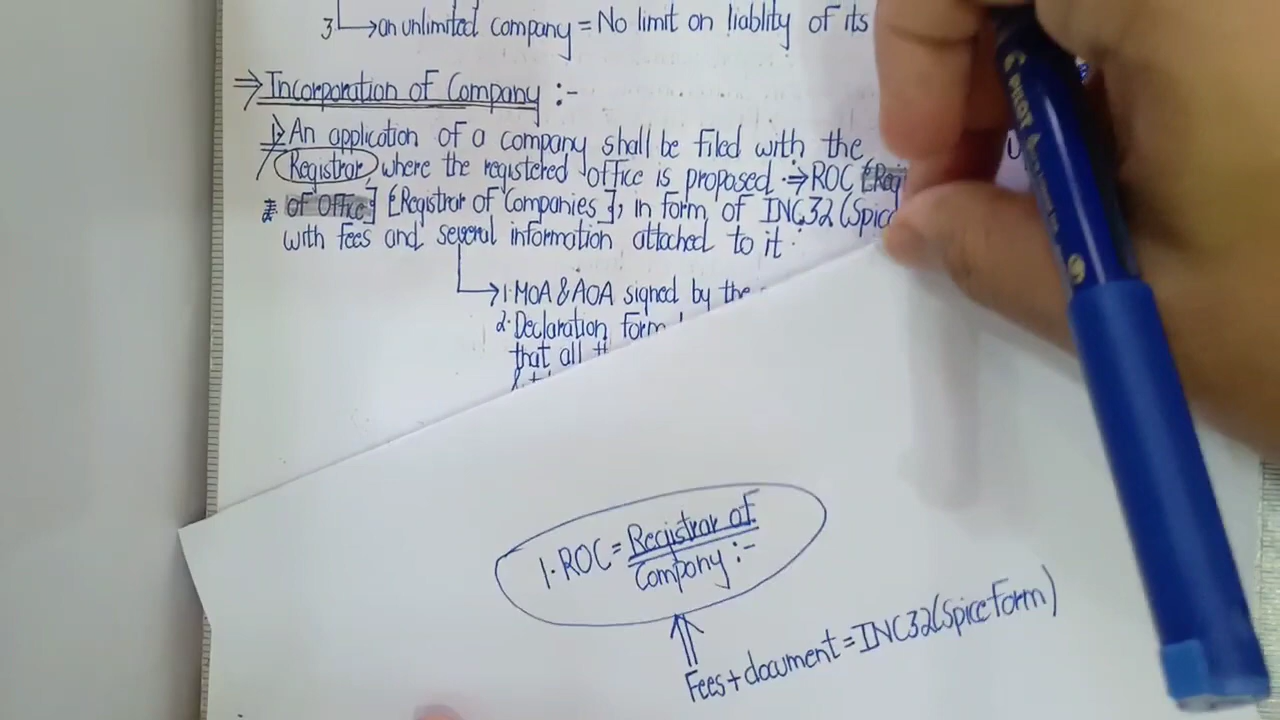 3 →an unlimited company = No limit on liablity of its
⇒ Incorporation of Company :-
1) An application of a company shall be filed with the
Registrar, where the registered office is proposed. ⇒ ROC [Reg
of office] [Registrar of Companies], in form of INC32 (Spice
with fees and several information attached to it.
→ 1. MOA & AOA signed by the
2. Declaration form
that all
1. ROC = Registrar of
Company :-
Fees + document = INC32 (Spice form)
PILOT